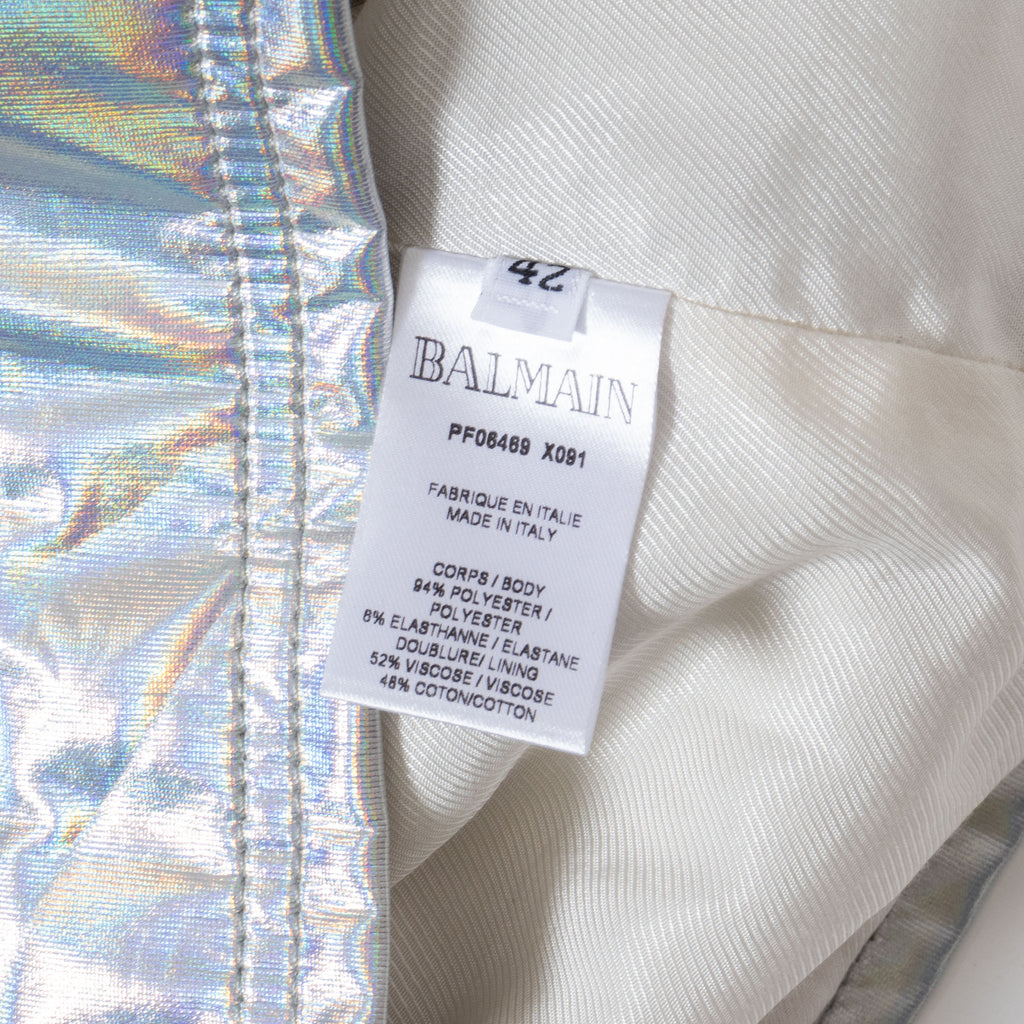 42
BALMAIN
PF06469 X091
FABRIQUE EN ITALIE
MADE IN ITALY
CORPS / BODY
94% POLYESTER /
POLYESTER
6% ELASTHANNE / ELASTANE
DOUBLURE/ LINING
52% VISCOSE / VISCOSE
48% COTON/COTTON